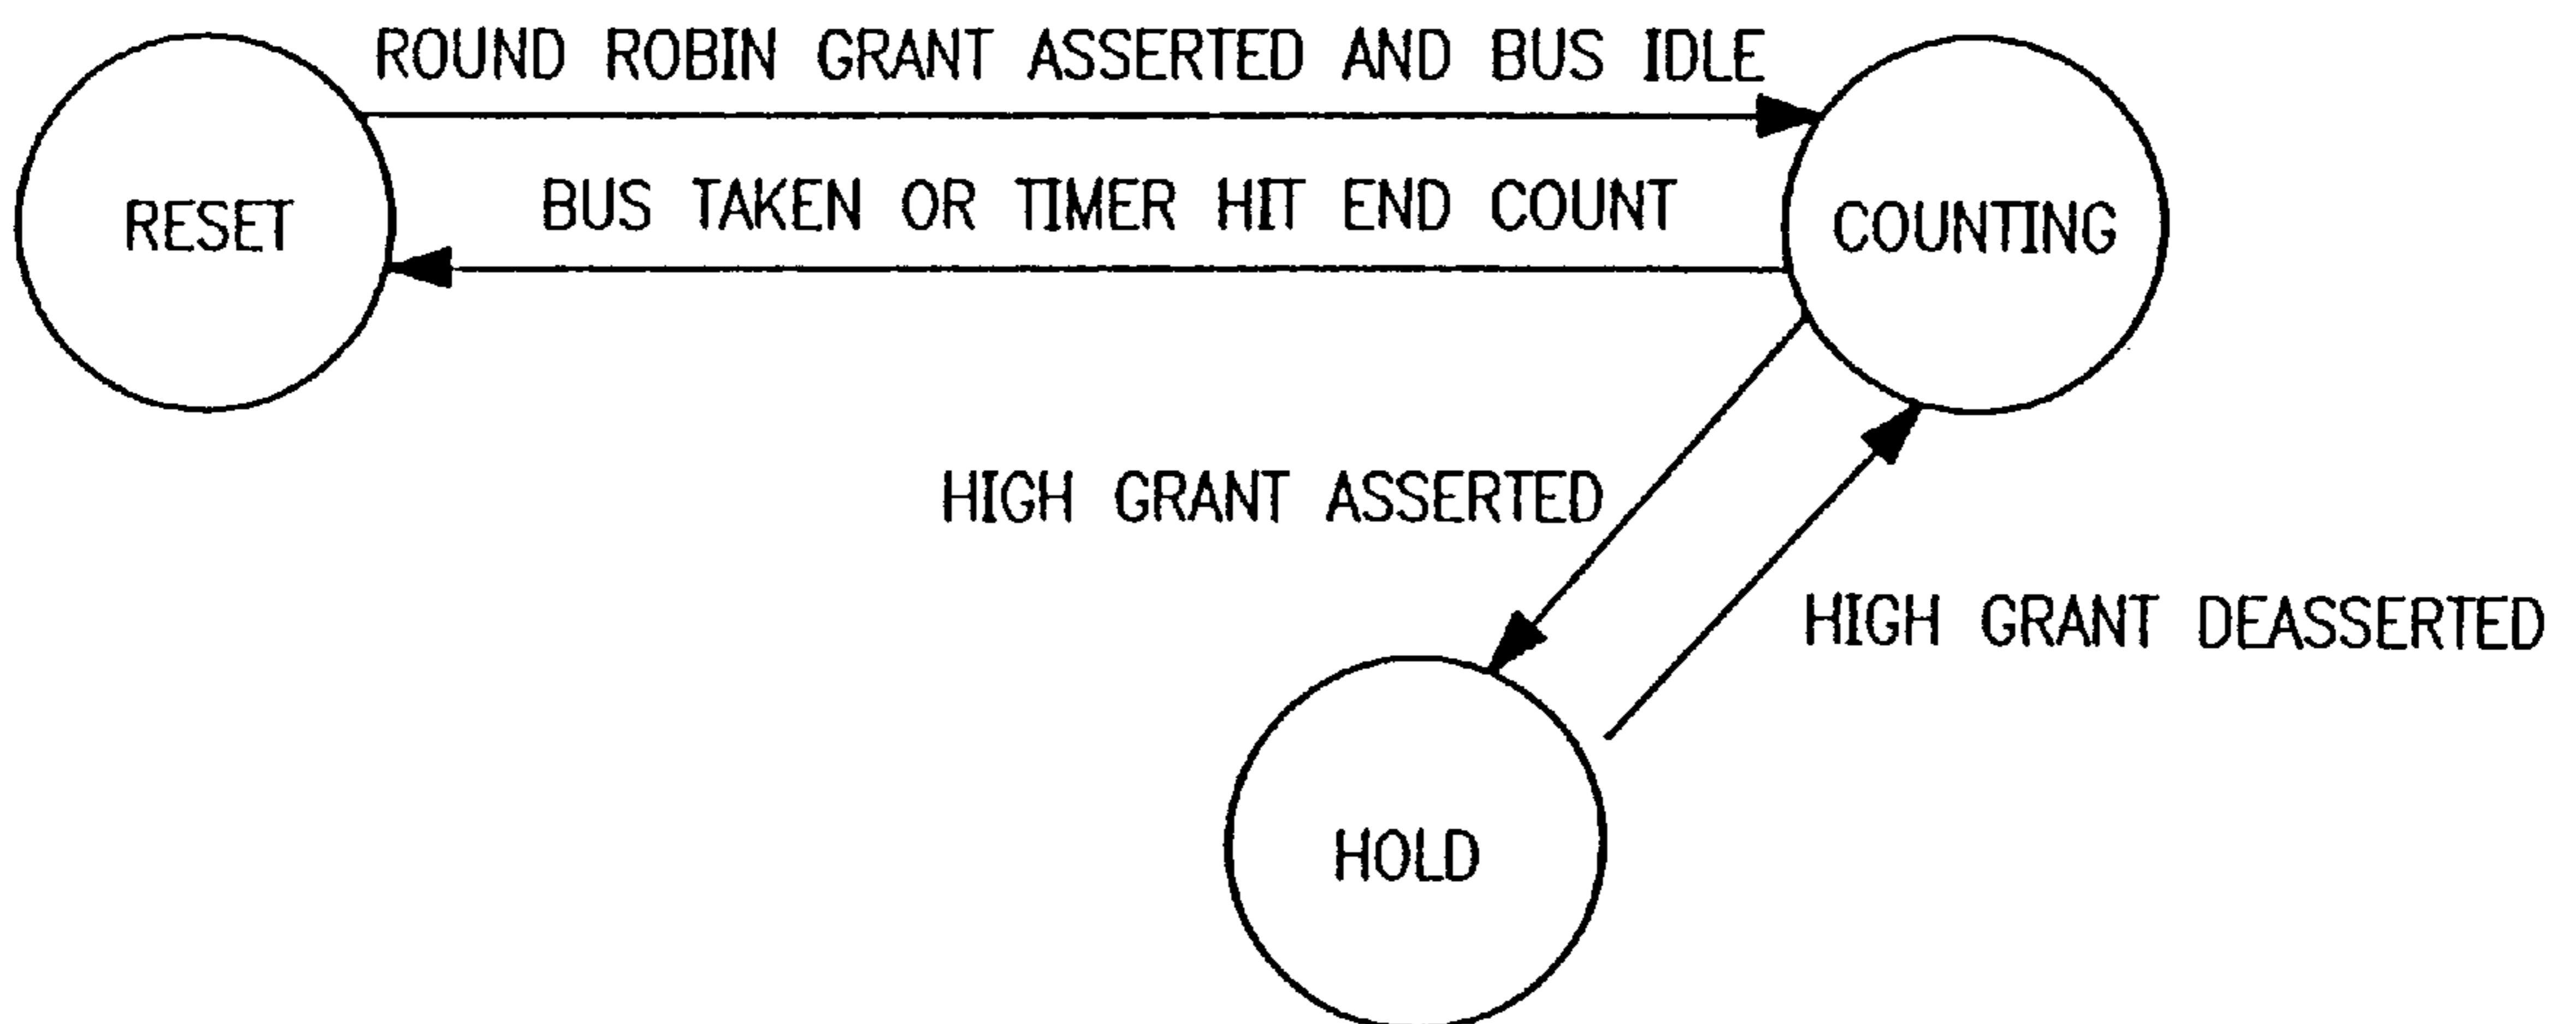 ROUND ROBIN GRANT ASSERTED AND BUS IDLE
BUS TAKEN OR TIMER HIT END COUNT
RESET
COUNTING
HIGH GRANT ASSERTED
HIGH GRANT DEASSERTED
HOLD